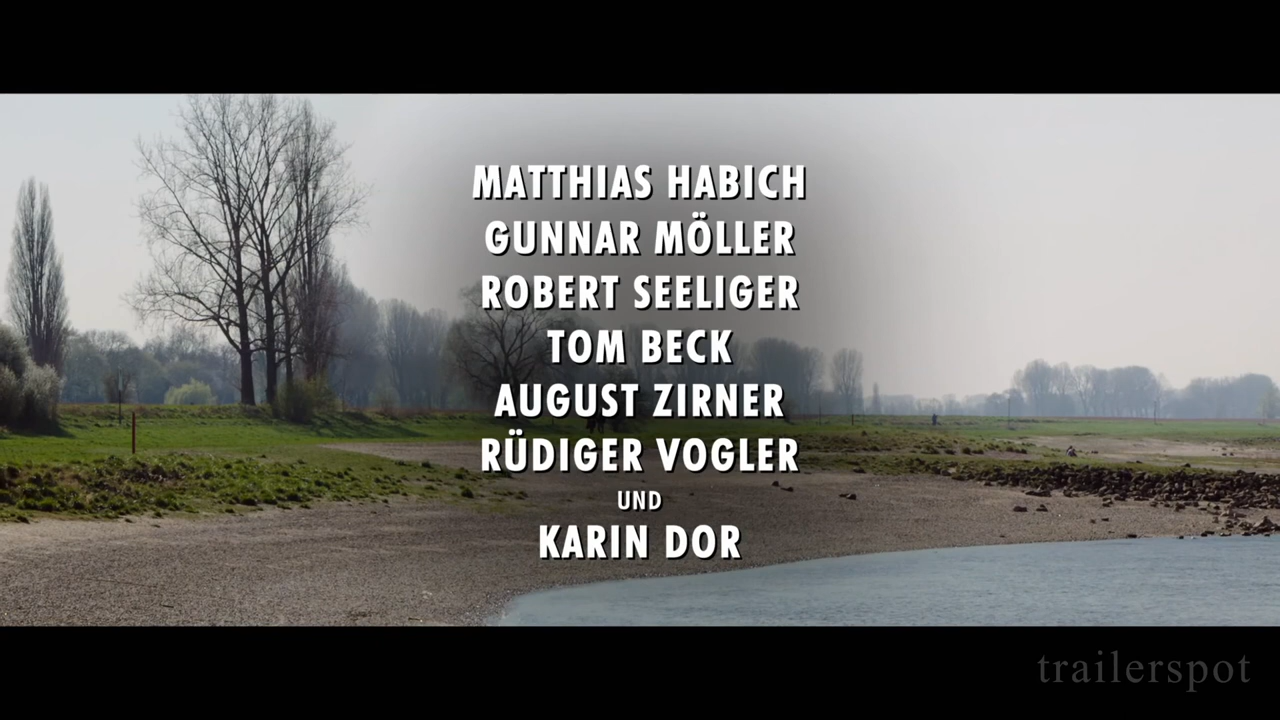 MATTHIAS HABICH
GUNNAR MÖLLER
ROBERT SEELIGER
TOM BECK
AUGUST ZIRNER
RÜDIGER VOGLER
UND
KARIN DOR
trailerspot